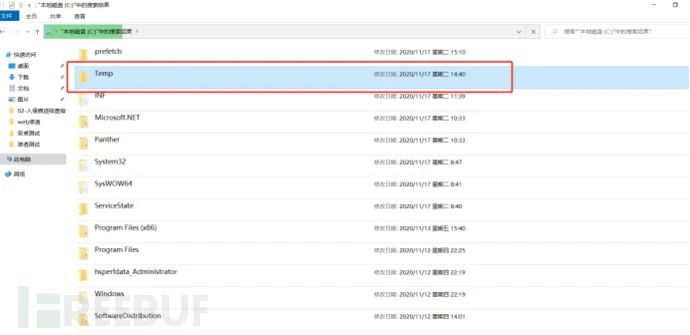 "本地磁盘 (C:)"中的搜索结果
文件 主页 共享 查看
"本地磁盘 (C:)"中的搜索结果
搜索"“本地磁盘 (C:)”中的搜索结果"
快速访问
桌面
下载
文档
图片
web渗透
安卓测试
渗透测试
此电脑
网络
prefetch 修改日期: 2020/11/17 星期二 15:10
Temp 修改日期: 2020/11/17 星期二 14:40
INF 修改日期: 2020/11/17 星期二 11:39
Microsoft.NET 修改日期: 2020/11/17 星期二 10:33
Panther 修改日期: 2020/11/17 星期二 10:33
System32 修改日期: 2020/11/17 星期二 8:47
SysWOW64 修改日期: 2020/11/17 星期二 8:41
ServiceState 修改日期: 2020/11/17 星期二 8:40
Program Files (x86) 修改日期: 2020/11/13 星期五 15:40
Program Files 修改日期: 2020/11/12 星期四 22:25
hsperfdata_Administrator 修改日期: 2020/11/12 星期四 22:19
Windows 修改日期: 2020/11/12 星期四 22:19
SoftwareDistribution 修改日期: 2020/11/12 星期四 14:01
FREEBUF